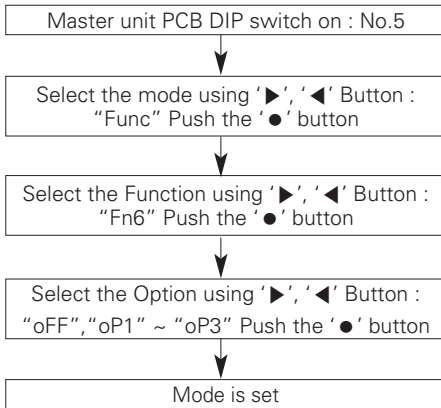 Master unit PCB DIP switch on : No.5
Select the mode using ‘▶’, ‘◀’ Button :
“Func” Push the ‘●’ button
Select the Function using ‘▶’, ‘◀’ Button :
“Fn6” Push the ‘●’ button
Select the Option using ‘▶’, ‘◀’ Button :
“oFF”,“oP1” ~ “oP3” Push the ‘●’ button
Mode is set